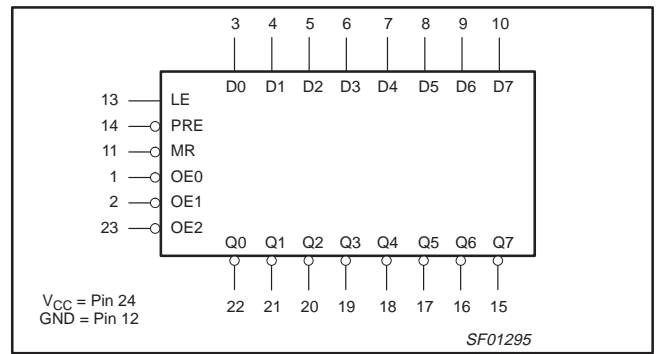 3 4 5 6 7 8 9 10
D0 D1 D2 D3 D4 D5 D6 D7
13 LE
14 PRE
11 MR
1 OE0
2 OE1
23 OE2
Q0 Q1 Q2 Q3 Q4 Q5 Q6 Q7
22 21 20 19 18 17 16 15
VCC = Pin 24
GND = Pin 12
SF01295